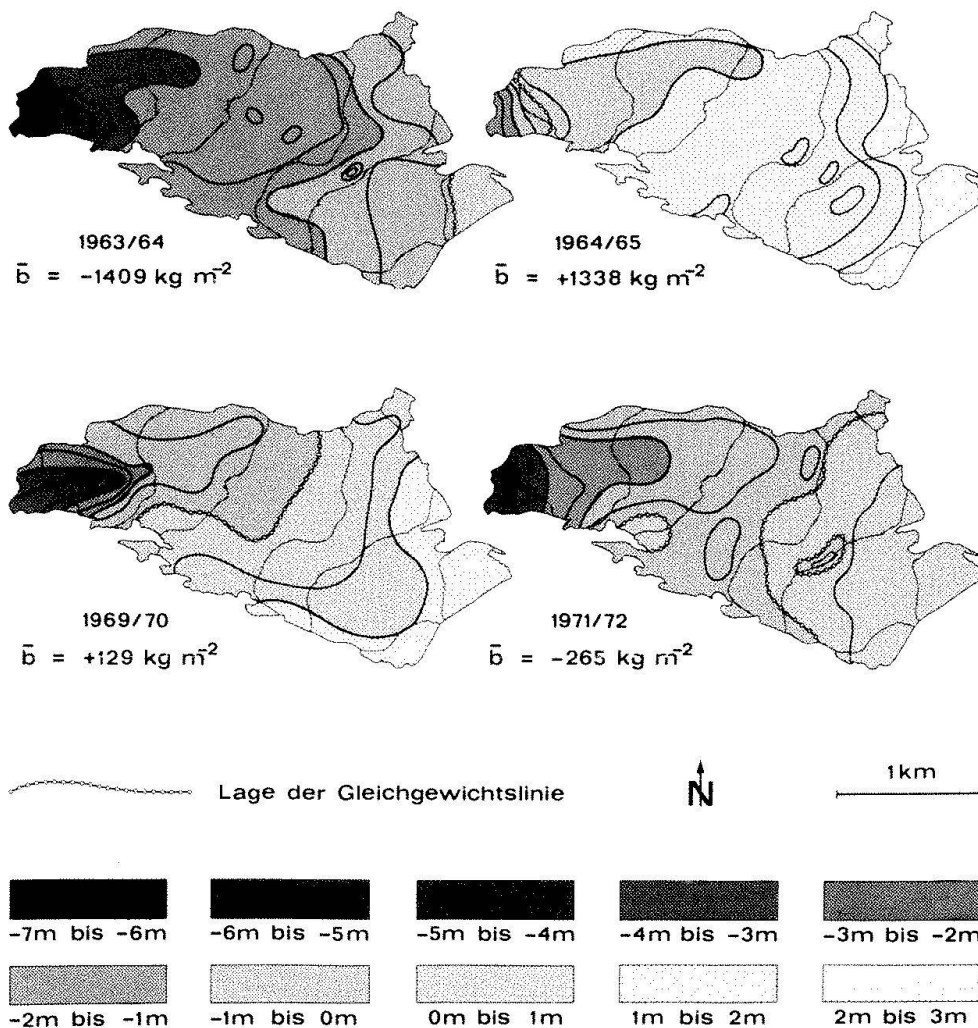 1963/64
b̄ = -1409 kg m⁻²
1964/65
b̄ = +1338 kg m⁻²
1969/70
b̄ = +129 kg m⁻²
1971/72
b̄ = -265 kg m⁻²
Lage der Gleichgewichtslinie
N
1km
-7m bis -6m
-6m bis -5m
-5m bis -4m
-4m bis -3m
-3m bis -2m
-2m bis -1m
-1m bis 0m
0m bis 1m
1m bis 2m
2m bis 3m